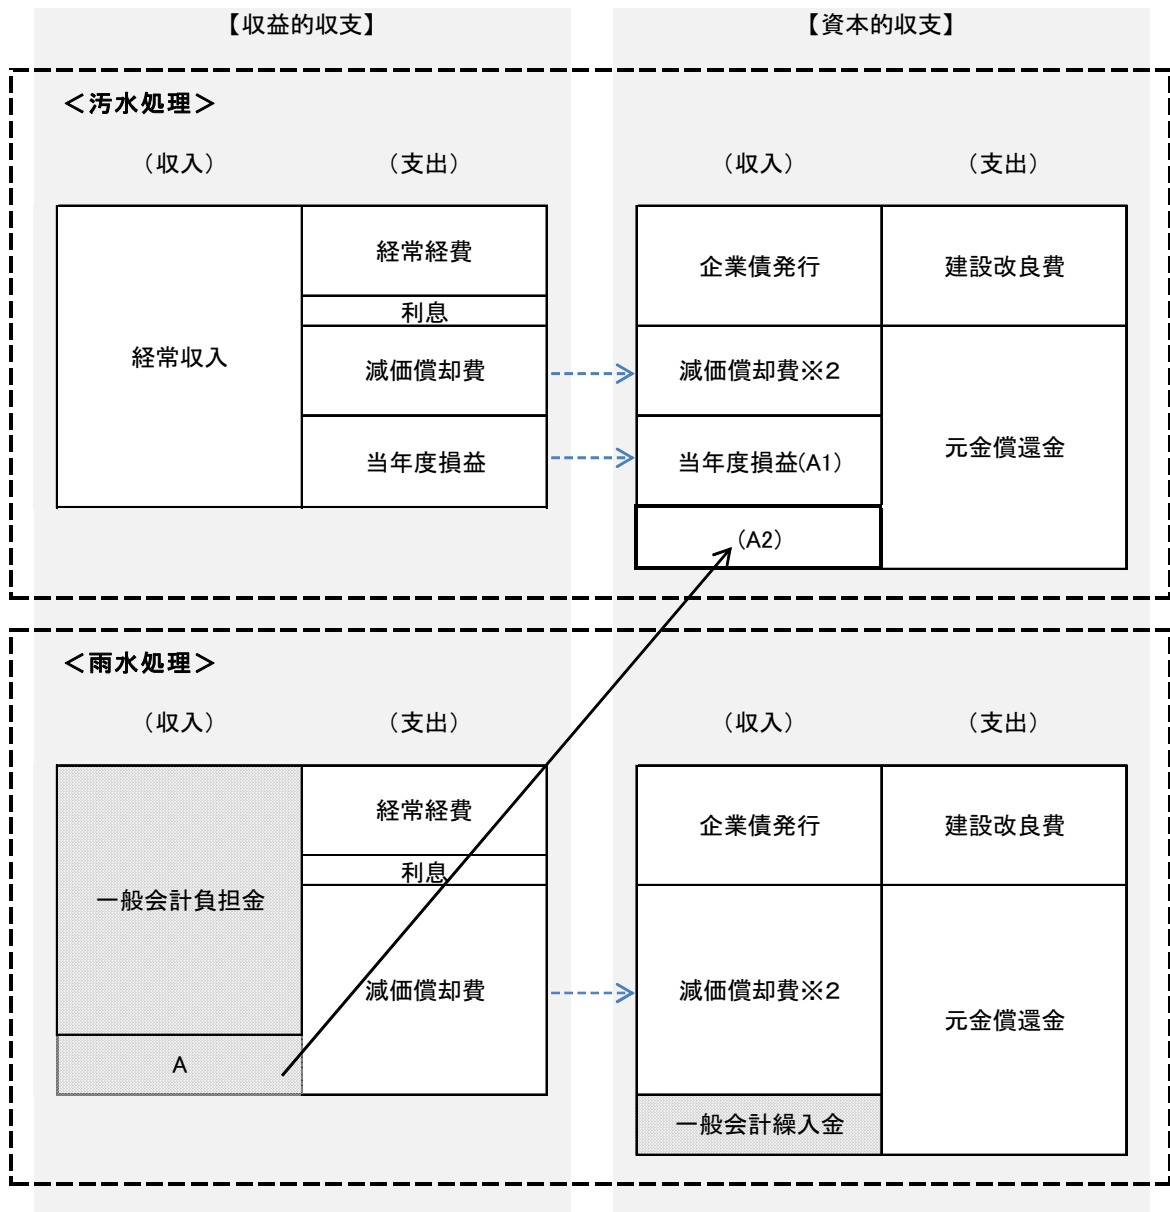 【収益的収支】
【資本的収支】
＜汚水処理＞
（収入）
（支出）
（収入）
（支出）
経常収入
経常経費
利息
減価償却費
当年度損益
企業債発行
減価償却費※2
当年度損益(A1)
(A2)
建設改良費
元金償還金
＜雨水処理＞
（収入）
（支出）
（収入）
（支出）
一般会計負担金
A
経常経費
利息
減価償却費
企業債発行
減価償却費※2
一般会計繰入金
建設改良費
元金償還金